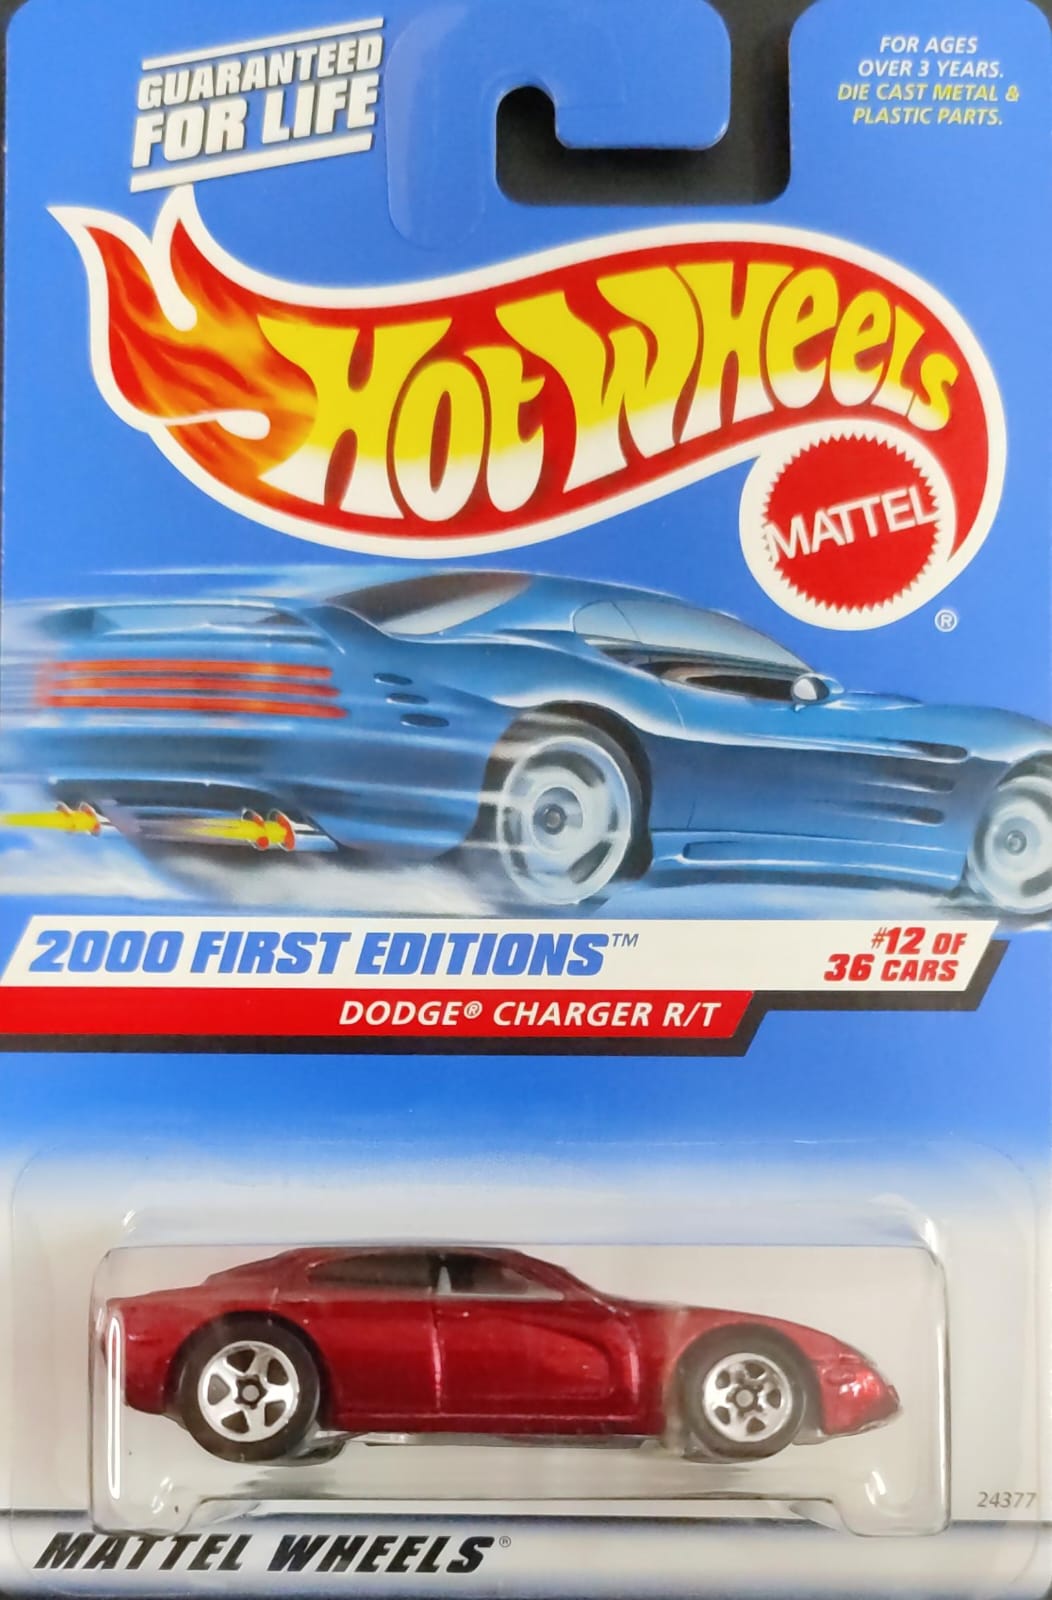 GUARANTEED
FOR LIFE
FOR AGES
OVER 3 YEARS.
DIE CAST METAL &
PLASTIC PARTS.
HOT WHEELS
MATTEL
®
2000 FIRST EDITIONS™
#12 OF
36 CARS
DODGE® CHARGER R/T
24377
MATTEL WHEELS®